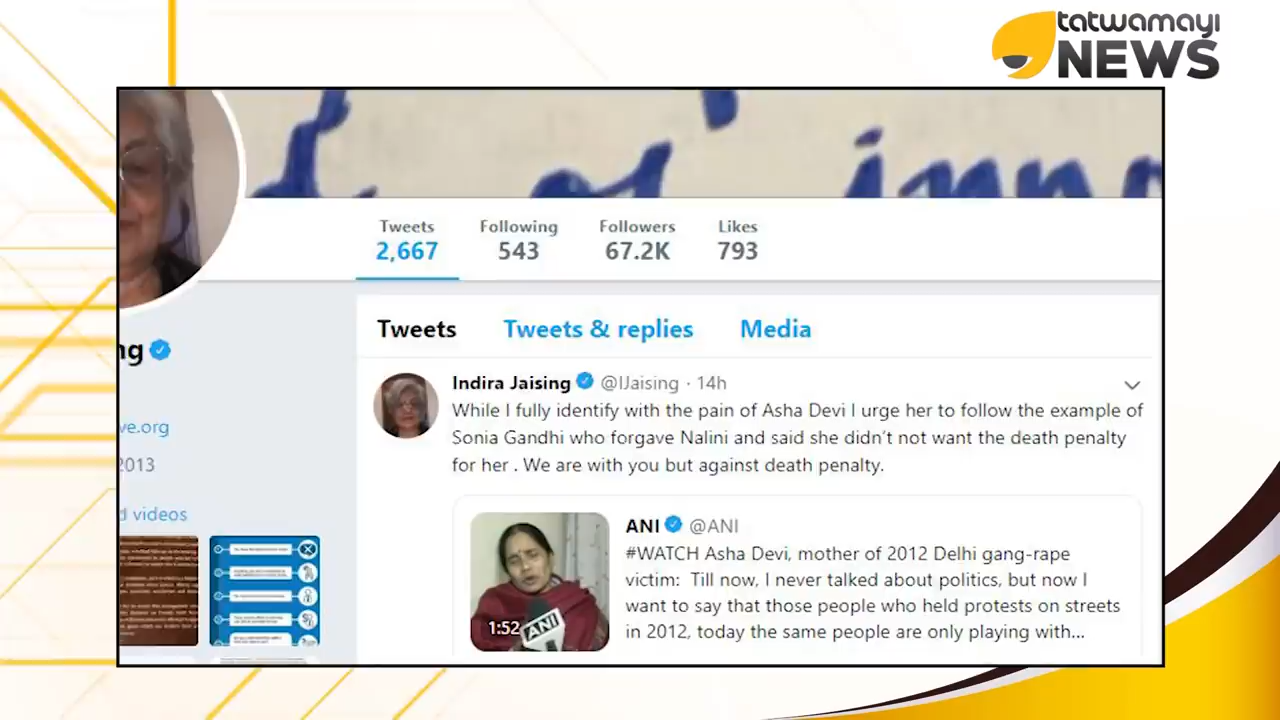 tatwamayi
NEWS
Tweets Following Followers Likes
2,667 543 67.2K 793
ng
Tweets Tweets & replies Media
ve.org
2013
d videos
Indira Jaising @IJaising · 14h
While I fully identify with the pain of Asha Devi I urge her to follow the example of
Sonia Gandhi who forgave Nalini and said she didn't not want the death penalty
for her . We are with you but against death penalty.
ANI @ANI
#WATCH Asha Devi, mother of 2012 Delhi gang-rape
victim: Till now, I never talked about politics, but now I
want to say that those people who held protests on streets
in 2012, today the same people are only playing with...
1:52
ANI